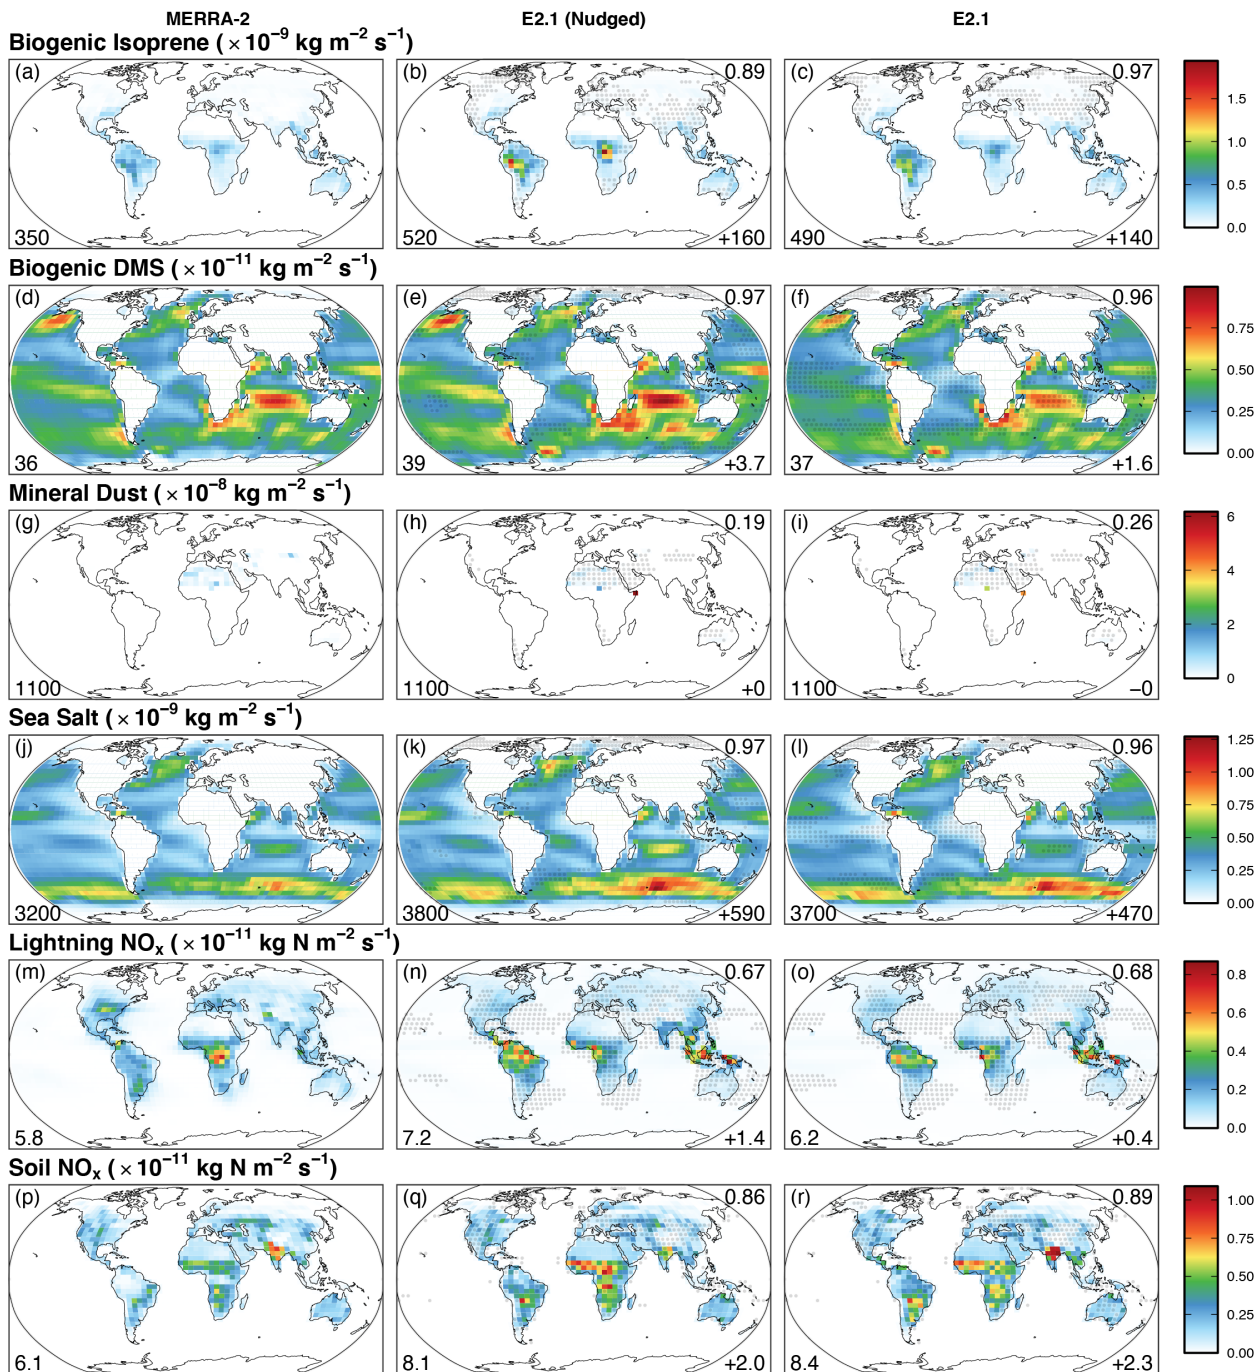 MERRA-2 E2.1 (Nudged) E2.1
Biogenic Isoprene (×10⁻⁹ kg m⁻² s⁻¹)
(a) (b) 0.89 (c) 0.97
350 520 +160 490 +140
1.5
1.0
0.5
0.0
Biogenic DMS (×10⁻¹¹ kg m⁻² s⁻¹)
(d) (e) 0.97 (f) 0.96
36 39 +3.7 37 +1.6
0.75
0.50
0.25
0.00
Mineral Dust (×10⁻⁸ kg m⁻² s⁻¹)
(g) (h) 0.19 (i) 0.26
1100 1100 +0 1100 −0
6
4
2
0
Sea Salt (×10⁻⁹ kg m⁻² s⁻¹)
(j) (k) 0.97 (l) 0.96
3200 3800 +590 3700 +470
1.25
1.00
0.75
0.50
0.25
0.00
Lightning NOₓ (×10⁻¹¹ kg N m⁻² s⁻¹)
(m) (n) 0.67 (o) 0.68
5.8 7.2 +1.4 6.2 +0.4
0.8
0.6
0.4
0.2
0.0
Soil NOₓ (×10⁻¹¹ kg N m⁻² s⁻¹)
(p) (q) 0.86 (r) 0.89
6.1 8.1 +2.0 8.4 +2.3
1.00
0.75
0.50
0.25
0.00